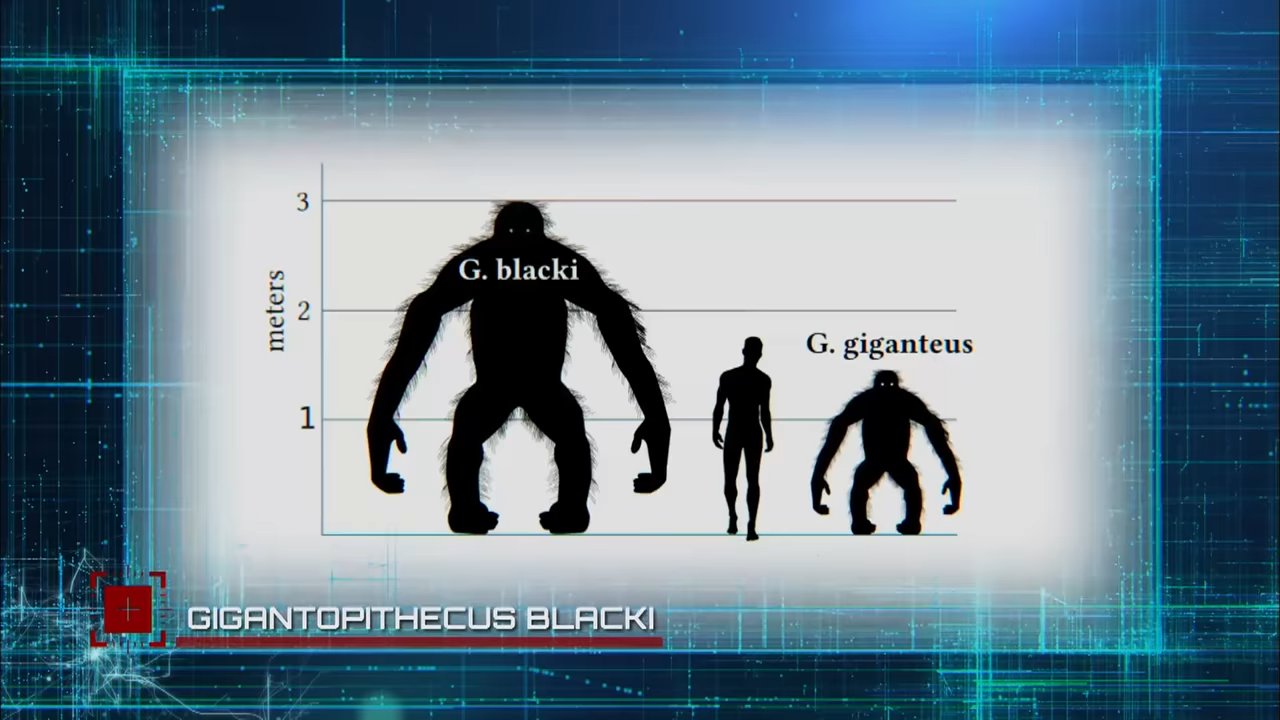 3
G. blacki
meters
2
G. giganteus
1
GIGANTOPITHECUS BLACKI